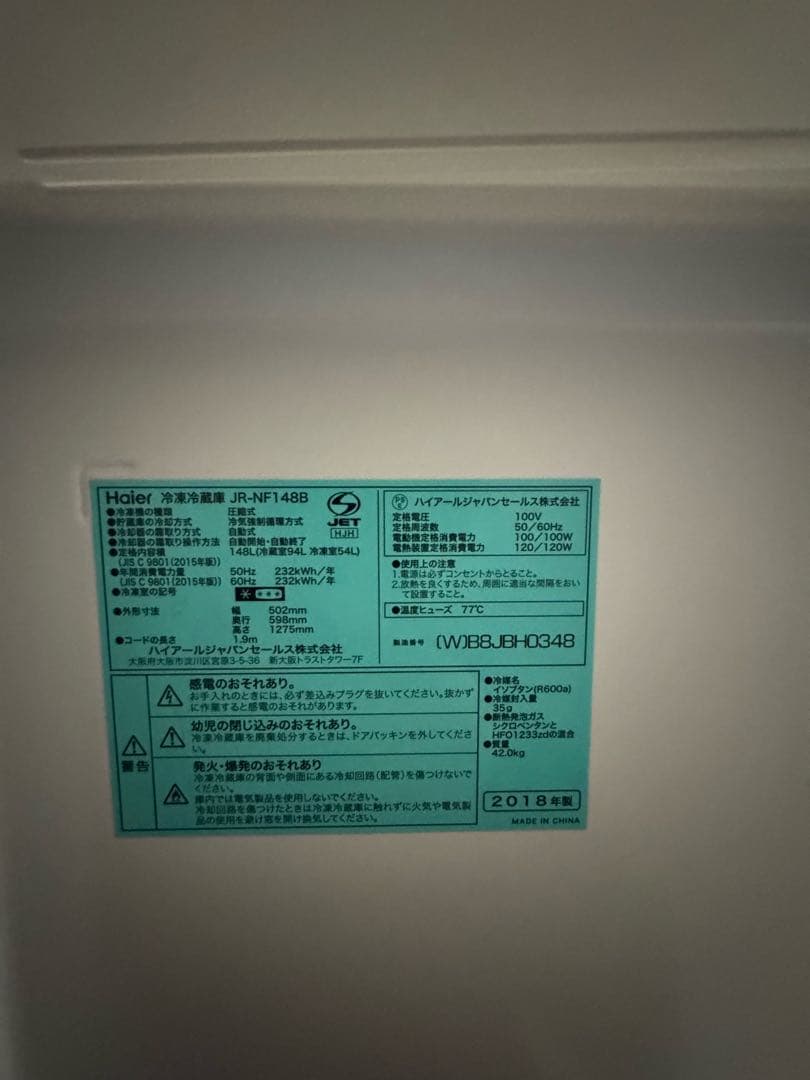 Haier 冷凍冷蔵庫 JR-NF148B
●冷凍機の種類 圧縮式
●貯蔵庫の冷却方式 冷気強制循環方式
●冷却器の霜取り方式 自動式
●冷却器の霜取り操作方法 自動開始・自動終了
●定格内容積 148L(冷蔵室94L 冷凍室54L)
(JIS C 9801(2015年版))
●年間消費電力量 50Hz 232kWh/年
(JIS C 9801(2015年版)) 60Hz 232kWh/年
●冷凍室の記号
●外形寸法 幅 502mm
奥行 598mm
高さ 1275mm
●コードの長さ 1.9m
ハイアールジャパンセールス株式会社
大阪府大阪市淀川区宮原3-5-36 新大阪トラストタワー7F
JET
HJH
PSE ハイアールジャパンセールス株式会社
定格電圧 100V
定格周波数 50/60Hz
電動機定格消費電力 100/100W
電熱装置定格消費電力 120/120W
●使用上の注意
1.電源は必ずコンセントからとること。
2.放熱を良くするため、周囲に適当な間隔をおい
て設置すること。
●温度ヒューズ 77℃
製造番号 (W)B8JBH0348
警告
感電のおそれあり。
お手入れのときには、必ず差込みプラグを抜いてください。抜かず
に作業すると感電のおそれがあります。
幼児の閉じ込みのおそれあり。
冷凍冷蔵庫を廃棄処分するときは、ドアパッキンを外してくださ
い。
発火・爆発のおそれあり
冷凍冷蔵庫の背面や側面にある冷却回路(配管)を傷つけないで
ください。
庫内では電気製品を使用しないでください。
冷却回路を傷つけたときは冷凍冷蔵庫に触れずに火気や電気製
品の使用を避け窓を開け換気してください。
●冷媒名
イソブタン(R600a)
●冷媒封入量
35g
●断熱発泡ガス
シクロペンタンと
HFO1233zdの混合
●質量
42.0kg
2018年製
MADE IN CHINA